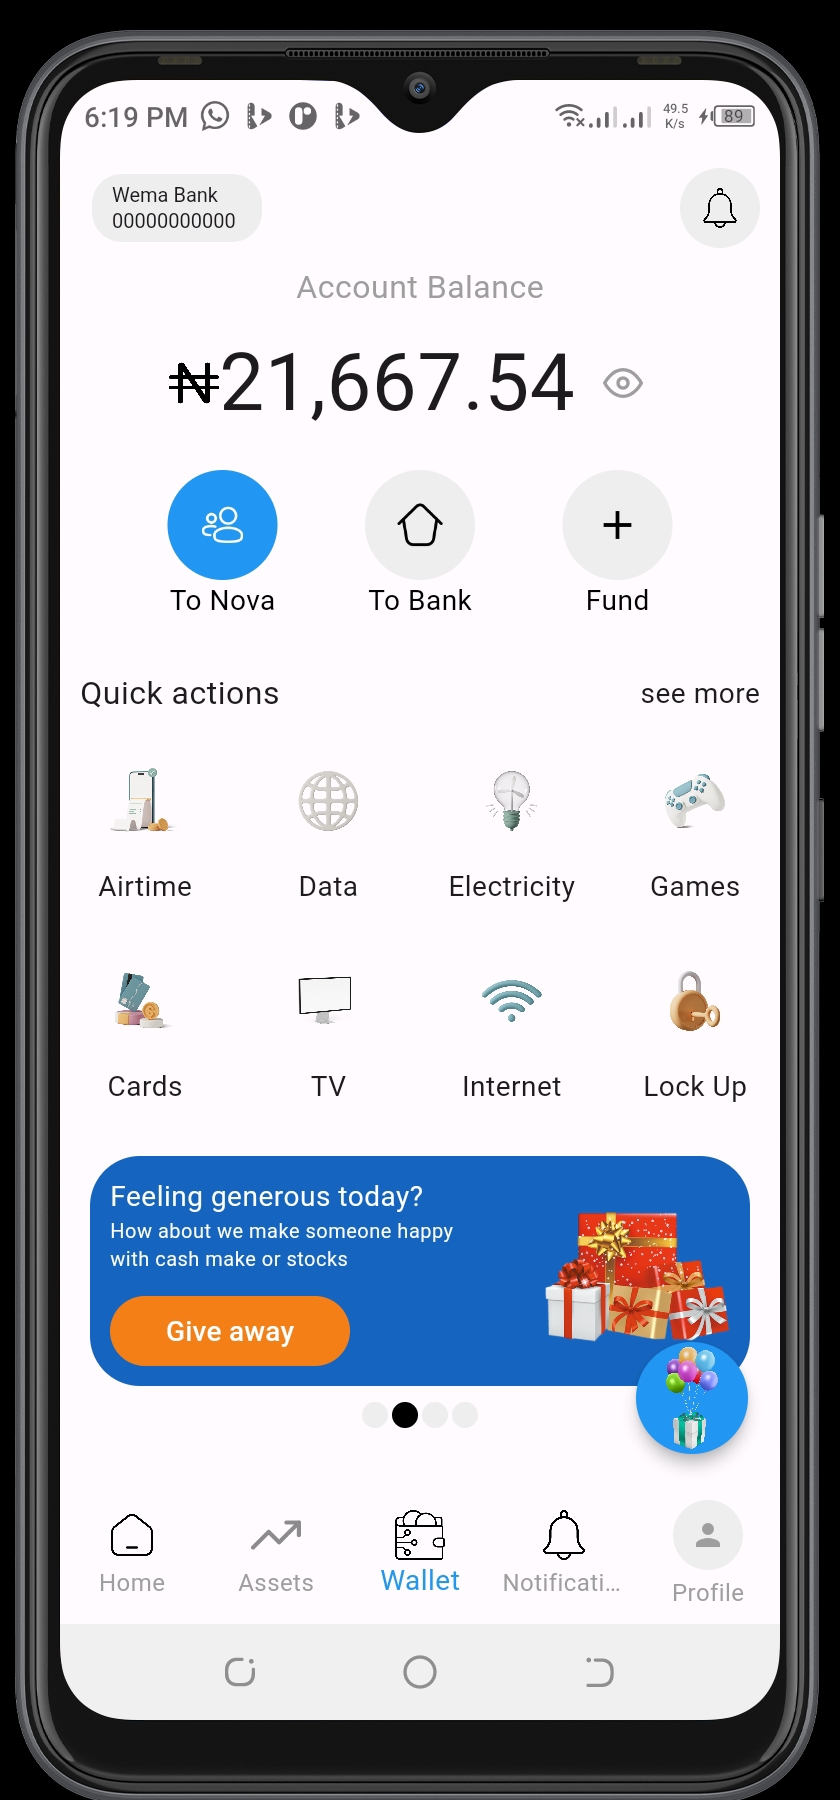 6:19 PM
49.5
K/s
89
Wema Bank
00000000000
Account Balance
₦21,667.54
To Nova To Bank Fund
Quick actions see more
Airtime Data Electricity Games
Cards TV Internet Lock Up
Feeling generous today?
How about we make someone happy
with cash make or stocks
Give away
Home Assets Wallet Notificati... Profile